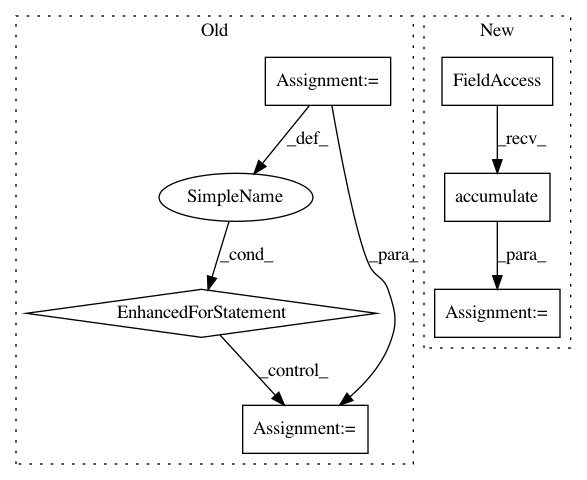 Old
New
Assignment:=
FieldAccess
_def_
_recv_
SimpleName
accumulate
_cond_
_para_
_para_
EnhancedForStatement
Assignment:=
_control_
Assignment:=